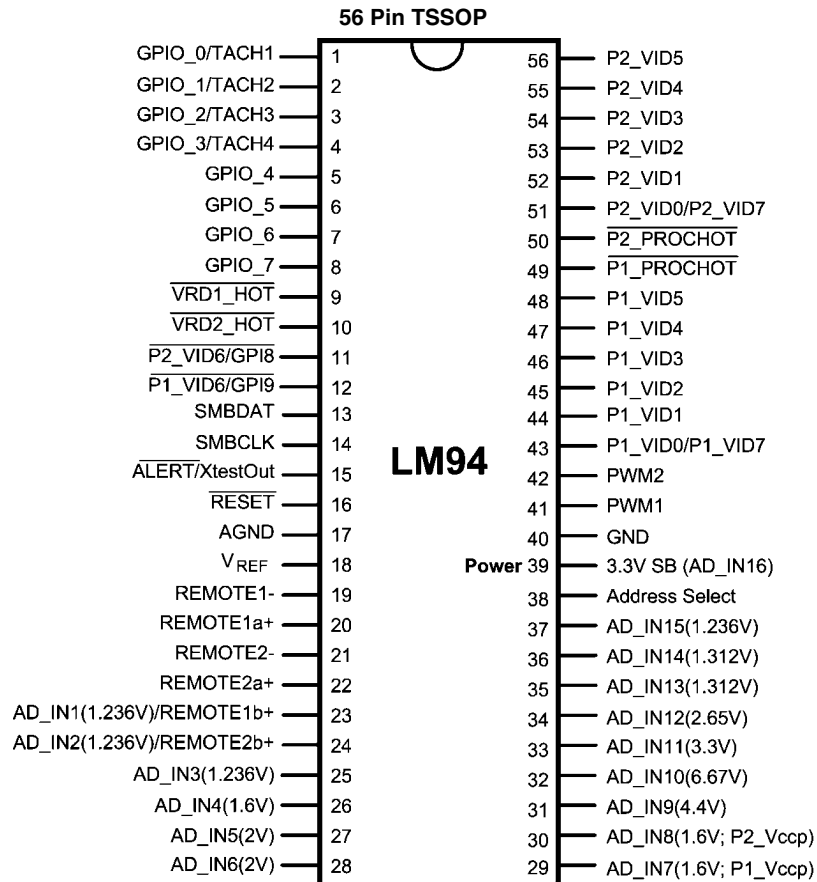 56 Pin TSSOP
GPIO_0/TACH1 1 56 P2_VID5
GPIO_1/TACH2 2 55 P2_VID4
GPIO_2/TACH3 3 54 P2_VID3
GPIO_3/TACH4 4 53 P2_VID2
GPIO_4 5 52 P2_VID1
GPIO_5 6 51 P2_VID0/P2_VID7
GPIO_6 7 50 P2_PROCHOT
GPIO_7 8 49 P1_PROCHOT
VRD1_HOT 9 48 P1_VID5
VRD2_HOT 10 47 P1_VID4
P2_VID6/GPI8 11 46 P1_VID3
P1_VID6/GPI9 12 45 P1_VID2
SMBDAT 13 44 P1_VID1
SMBCLK 14 43 P1_VID0/P1_VID7
LM94
ALERT/XtestOut 15 42 PWM2
RESET 16 41 PWM1
AGND 17 40 GND
VREF 18 Power 39 3.3V SB (AD_IN16)
REMOTE1- 19 38 Address Select
REMOTE1a+ 20 37 AD_IN15(1.236V)
REMOTE2- 21 36 AD_IN14(1.312V)
REMOTE2a+ 22 35 AD_IN13(1.312V)
AD_IN1(1.236V)/REMOTE1b+ 23 34 AD_IN12(2.65V)
AD_IN2(1.236V)/REMOTE2b+ 24 33 AD_IN11(3.3V)
AD_IN3(1.236V) 25 32 AD_IN10(6.67V)
AD_IN4(1.6V) 26 31 AD_IN9(4.4V)
AD_IN5(2V) 27 30 AD_IN8(1.6V; P2_Vccp)
AD_IN6(2V) 28 29 AD_IN7(1.6V; P1_Vccp)